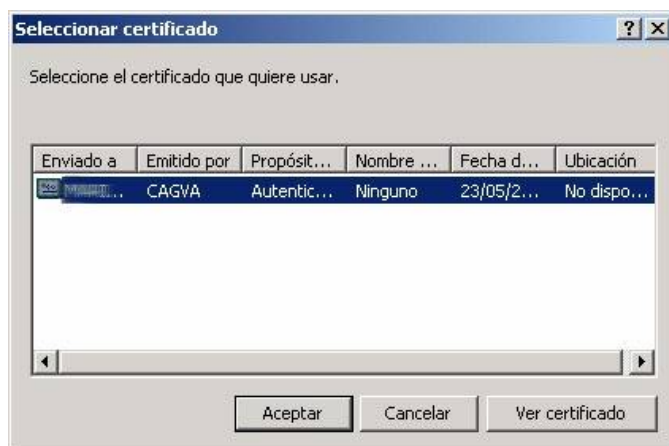 Seleccionar certificado
Seleccione el certificado que quiere usar.
Enviado a Emitido por Propósit... Nombre ... Fecha d... Ubicación
CAGVA Autentic... Ninguno 23/05/2... No dispo...
Aceptar Cancelar Ver certificado